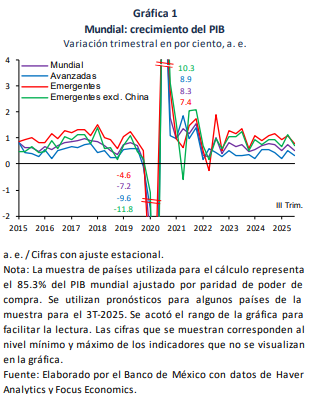 Gráfica 1
Mundial: crecimiento del PIB
Variación trimestral en por ciento, a. e.
4
3
2
1
0
-1
-2
Mundial
Avanzadas
Emergentes
Emergentes excl. China
10.3
8.9
8.3
7.4
-4.6
-7.2
-9.6
-11.8
III Trim.
2015 2016 2017 2018 2019 2020 2021 2022 2023 2024 2025
a. e. / Cifras con ajuste estacional.
Nota: La muestra de países utilizada para el cálculo representa
el 85.3% del PIB mundial ajustado por paridad de poder de
compra. Se utilizan pronósticos para algunos países de la
muestra para el 3T-2025. Se acotó el rango de la gráfica para
facilitar la lectura. Las cifras que se muestran corresponden al
nivel mínimo y máximo de los indicadores que no se visualizan
en la gráfica.
Fuente: Elaborado por el Banco de México con datos de Haver
Analytics y Focus Economics.